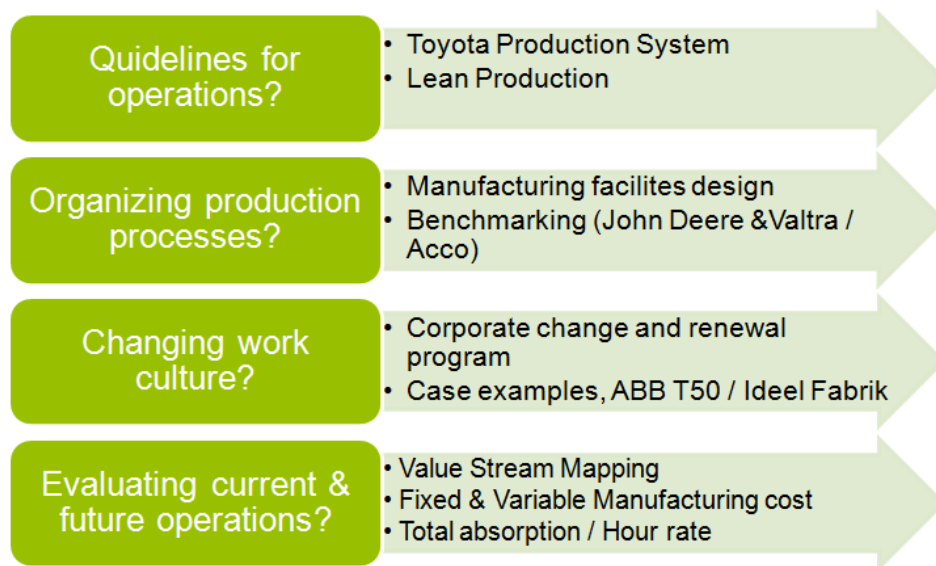 Quidelines for
operations?
• Toyota Production System
• Lean Production
Organizing production
processes?
• Manufacturing facilites design
• Benchmarking (John Deere &Valtra /
Acco)
Changing work
culture?
• Corporate change and renewal
program
• Case examples, ABB T50 / Ideel Fabrik
Evaluating current &
future operations?
• Value Stream Mapping
• Fixed & Variable Manufacturing cost
• Total absorption / Hour rate